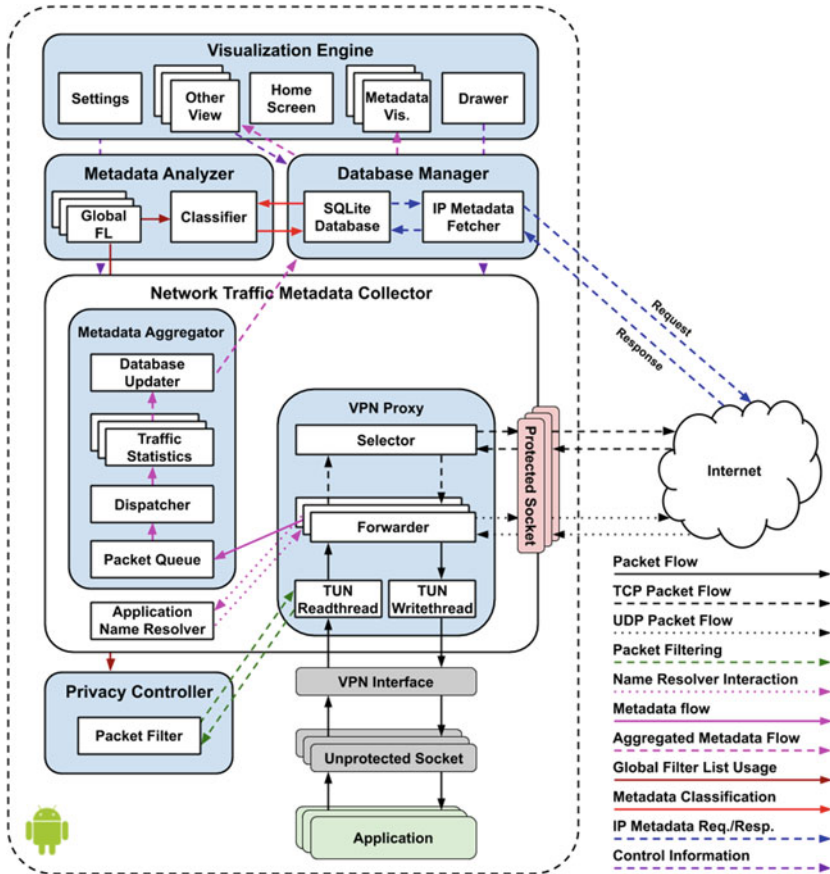 Visualization Engine
Settings
Other
View
Home
Screen
Metadata
Vis.
Drawer
Metadata Analyzer
Global
FL
Classifier
Database Manager
SQLite
Database
IP Metadata
Fetcher
Request
Response
Network Traffic Metadata Collector
Metadata Aggregator
Database
Updater
Traffic
Statistics
Dispatcher
Packet Queue
Application
Name Resolver
VPN Proxy
Selector
Forwarder
TUN
Readthread
TUN
Writethread
Protected Socket
Internet
Privacy Controller
Packet Filter
VPN Interface
Unprotected Socket
Application
Packet Flow
TCP Packet Flow
UDP Packet Flow
Packet Filtering
Name Resolver Interaction
Metadata flow
Aggregated Metadata Flow
Global Filter List Usage
Metadata Classification
IP Metadata Req./Resp.
Control Information